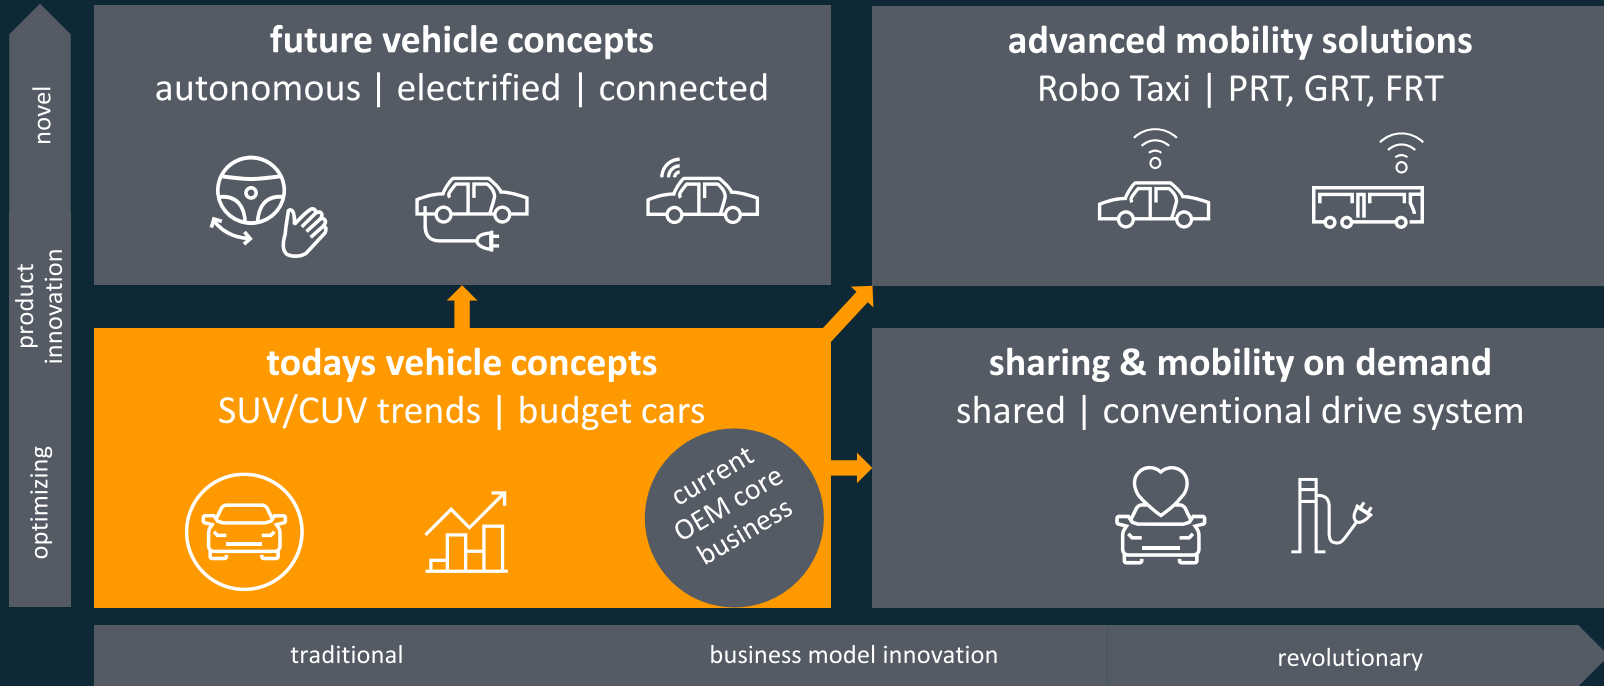 future vehicle concepts
autonomous | electrified | connected
advanced mobility solutions
Robo Taxi | PRT, GRT, FRT
novel
product
innovation
optimizing
todays vehicle concepts
SUV/CUV trends | budget cars
current
OEM core
business
sharing & mobility on demand
shared | conventional drive system
traditional
business model innovation
revolutionary